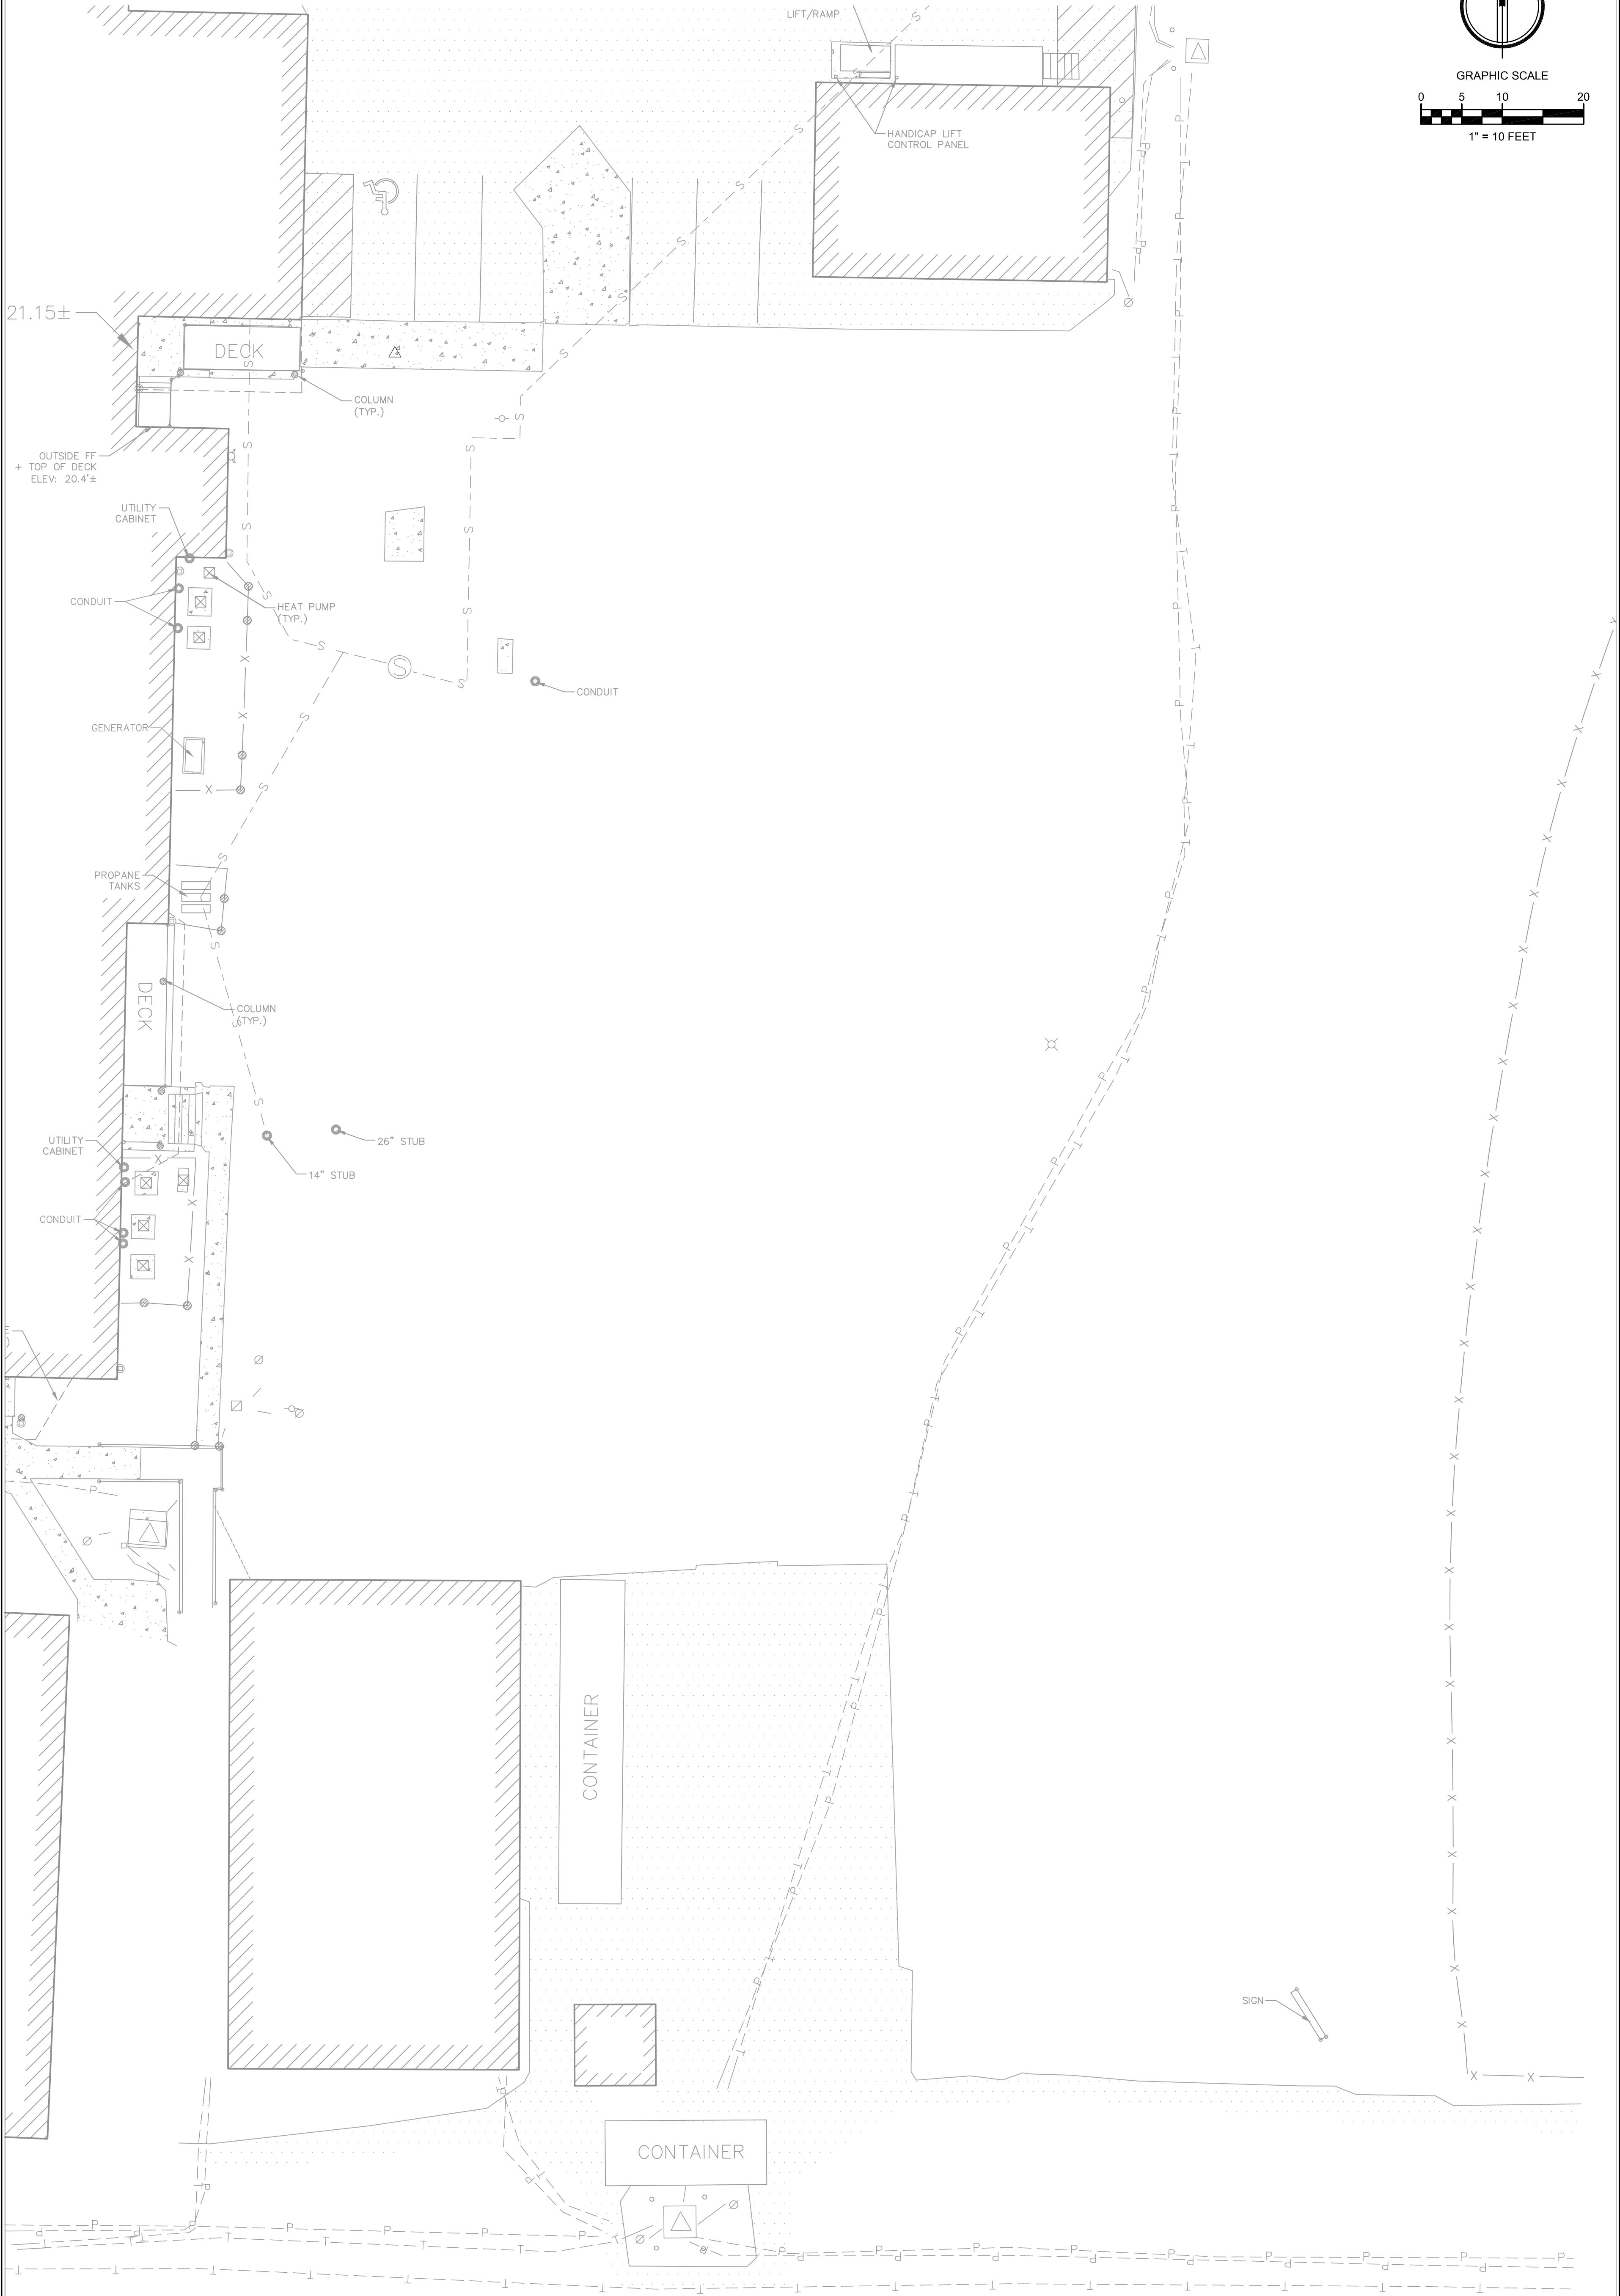 LIFT/RAMP
GRAPHIC SCALE
0 5 10 20
1" = 10 FEET
HANDICAP LIFT
CONTROL PANEL
21.15±
DECK
COLUMN
(TYP.)
OUTSIDE FF
+ TOP OF DECK
ELEV: 20.4'±
UTILITY
CABINET
CONDUIT
HEAT PUMP
(TYP.)
CONDUIT
GENERATOR
PROPANE
TANKS
DECK
COLUMN
(TYP.)
UTILITY
CABINET
26" STUB
14" STUB
CONDUIT
CONTAINER
SIGN
CONTAINER